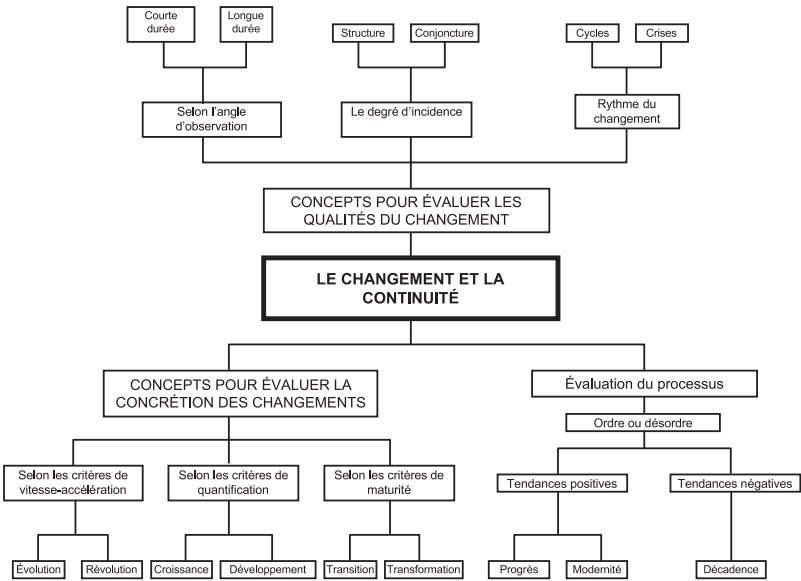 Courte
durée
Longue
durée
Structure
Conjoncture
Cycles
Crises
Selon l'angle
d'observation
Le degré d'incidence
Rythme du
changement
CONCEPTS POUR ÉVALUER LES
QUALITÉS DU CHANGEMENT
LE CHANGEMENT ET LA
CONTINUITÉ
CONCEPTS POUR ÉVALUER LA
CONCRÉTION DES CHANGEMENTS
Évaluation du processus
Ordre ou désordre
Selon les critères de
vitesse-accélération
Selon les critères de
quantification
Selon les critères de
maturité
Tendances positives
Tendances négatives
Évolution
Révolution
Croissance
Développement
Transition
Transformation
Progrès
Modernité
Décadence